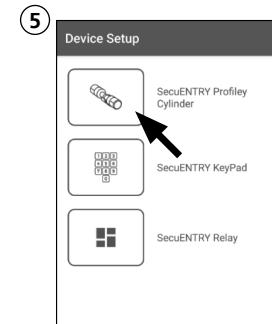 5
Device Setup
SecuENTRY Profiley
Cylinder
SecuENTRY KeyPad
SecuENTRY Relay